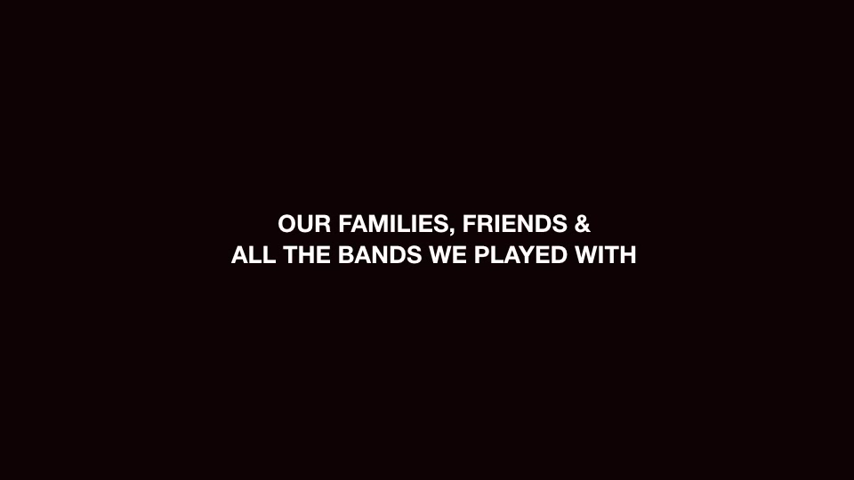 OUR FAMILIES, FRIENDS &
ALL THE BANDS WE PLAYED WITH